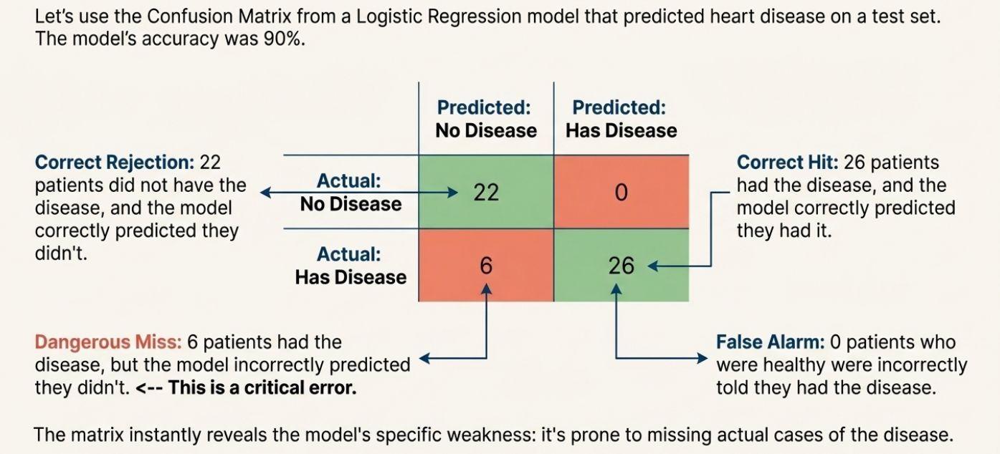 Let's use the Confusion Matrix from a Logistic Regression model that predicted heart disease on a test set.
The model's accuracy was 90%.
Predicted:
No Disease
Predicted:
Has Disease
Correct Rejection: 22
patients did not have the
disease, and the model
correctly predicted they
didn't.
Actual:
No Disease
22
0
Correct Hit: 26 patients
had the disease, and the
model correctly predicted
they had it.
Actual:
Has Disease
6
26
Dangerous Miss: 6 patients had the
disease, but the model incorrectly predicted
they didn't. <-- This is a critical error.
False Alarm: 0 patients who
were healthy were incorrectly
told they had the disease.
The matrix instantly reveals the model's specific weakness: it's prone to missing actual cases of the disease.